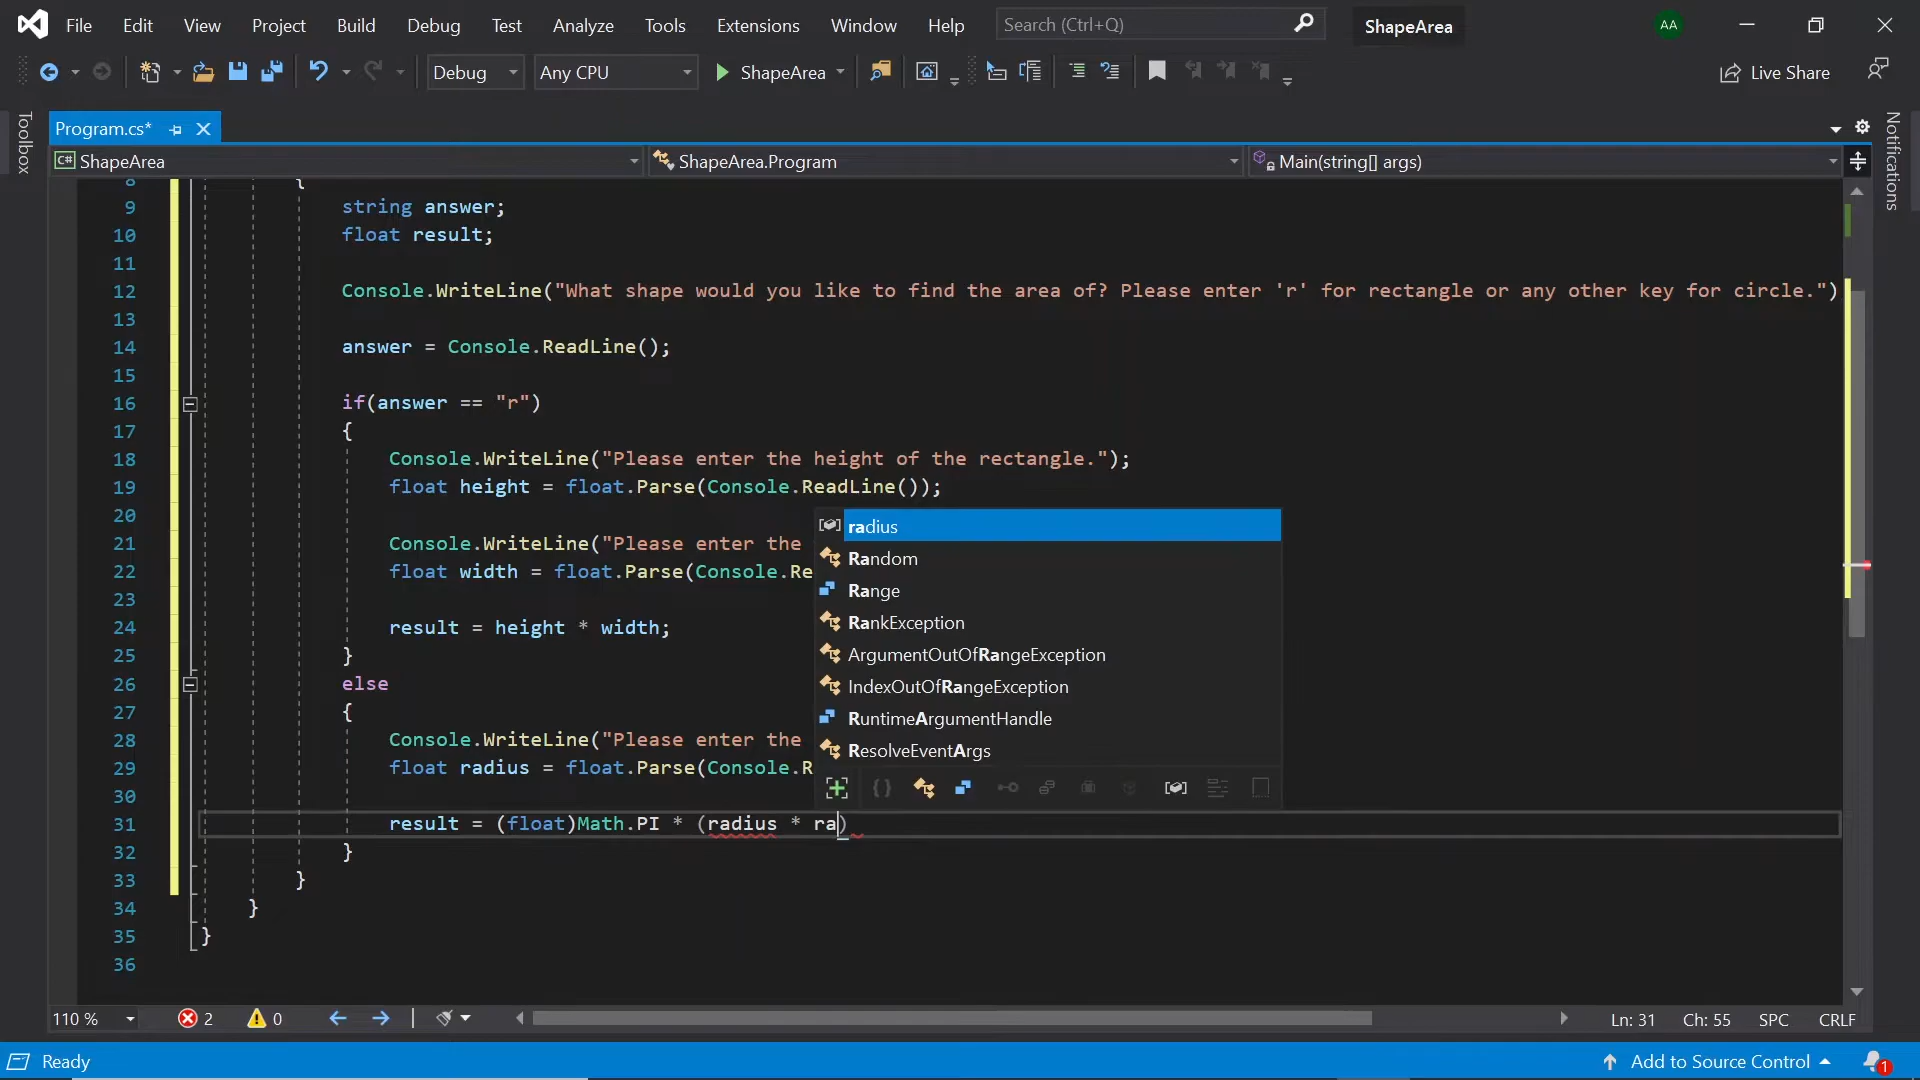 File Edit View Project Build Debug Test Analyze Tools Extensions Window Help Search (Ctrl+Q) ShapeArea AA
Debug Any CPU ShapeArea Live Share
Toolbox
Program.cs*
Notifications
C# ShapeArea ShapeArea.Program Main(string[] args)
8 {
9 string answer;
10 float result;
11
12 Console.WriteLine("What shape would you like to find the area of? Please enter 'r' for rectangle or any other key for circle.")
13
14 answer = Console.ReadLine();
15
16 if(answer == "r")
17 {
18 Console.WriteLine("Please enter the height of the rectangle.");
19 float height = float.Parse(Console.ReadLine());
20
21 Console.WriteLine("Please enter the
22 float width = float.Parse(Console.Re
23
24 result = height * width;
25 }
26 else
27 {
28 Console.WriteLine("Please enter the
29 float radius = float.Parse(Console.R
30
31 result = (float)Math.PI * (radius * ra)
32 }
33 }
34 }
35 }
36
radius
Random
Range
RankException
ArgumentOutOfRangeException
IndexOutOfRangeException
RuntimeArgumentHandle
ResolveEventArgs
110 % 2 0 Ln: 31 Ch: 55 SPC CRLF
Ready Add to Source Control 1